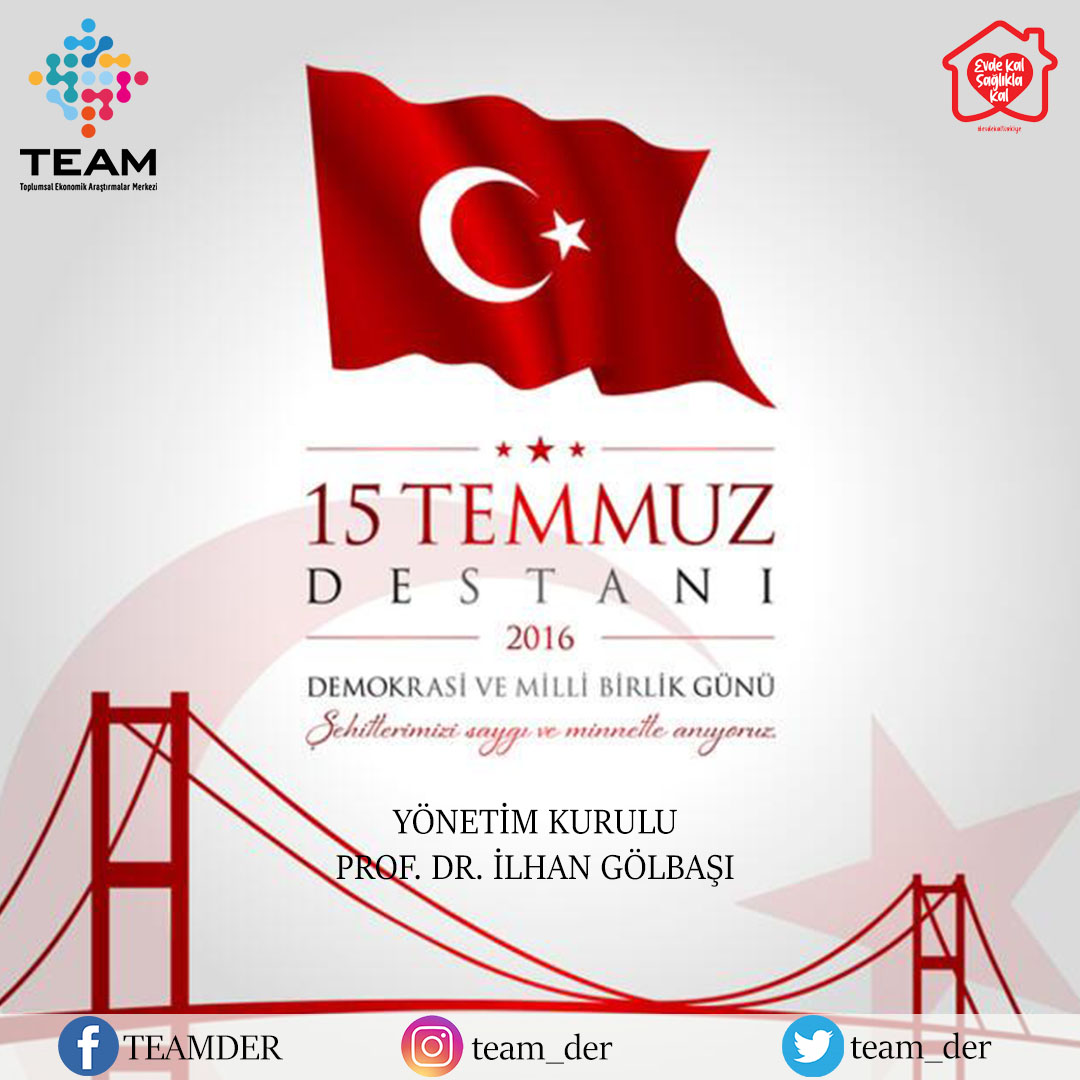 TEAM
Toplumsal Ekonomik Araştırmalar Merkezi
Evde Kal
Sağlıkla
Kal
#evdekaltürkiye
15 TEMMUZ
DESTANI
2016
DEMOKRASİ VE MİLLİ BİRLİK GÜNÜ
Şehitlerimizi saygı ve minnetle anıyoruz.
YÖNETİM KURULU
PROF. DR. İLHAN GÖLBAŞI
TEAMDER
team_der
team_der